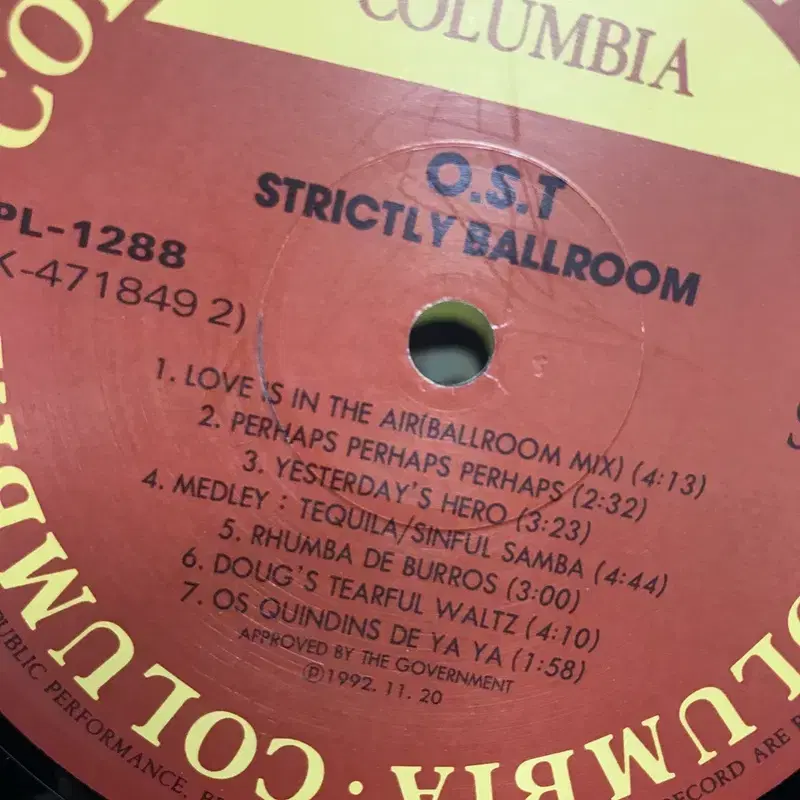 COLUMBIA
O.S.T
STRICTLY BALLROOM
PL-1288
K-471849 2)
1. LOVE IS IN THE AIR(BALLROOM MIX) (4:13)
2. PERHAPS PERHAPS PERHAPS (2:32)
3. YESTERDAY'S HERO (3:23)
4. MEDLEY : TEQUILA/SINFUL SAMBA (4:44)
5. RHUMBA DE BURROS (3:00)
6. DOUG'S TEARFUL WALTZ (4:10)
7. OS QUINDINS DE YA YA (1:58)
APPROVED BY THE GOVERNMENT
℗1992. 11. 20
COLUMBIA · COLUMBIA
PUBLIC PERFORMANCE,
RECORD ARE